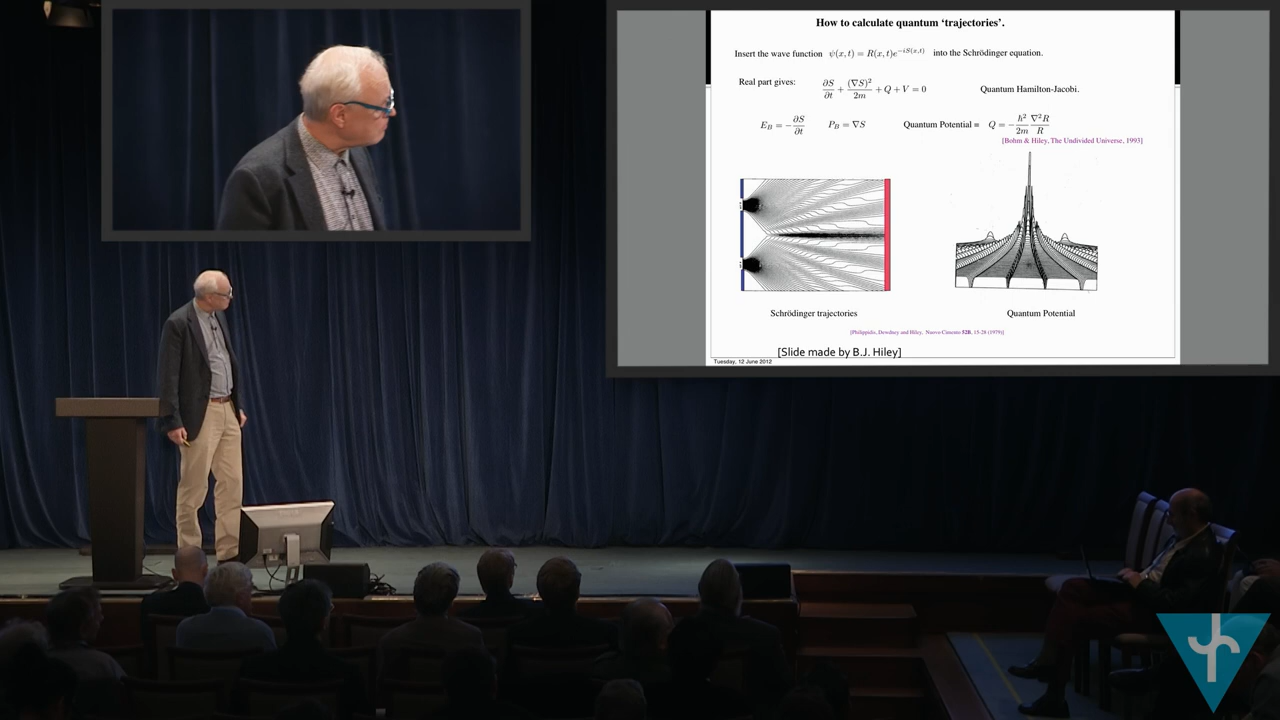 How to calculate quantum ‘trajectories’.
Insert the wave function ψ(x, t) = R(x, t)e^{-iS(x,t)} into the Schrödinger equation.
Real part gives: ∂S/∂t + (∇S)²/2m + Q + V = 0 Quantum Hamilton-Jacobi.
E_B = −∂S/∂t P_B = ∇S Quantum Potential = Q = −ħ²/2m ∇²R/R
[Bohm & Hiley, The Undivided Universe, 1993]
Schrödinger trajectories Quantum Potential
[Philippidis, Dewdney and Hiley, Nuovo Cimento 52B, 15-28 (1979)]
[Slide made by B.J. Hiley]
Tuesday, 12 June 2012